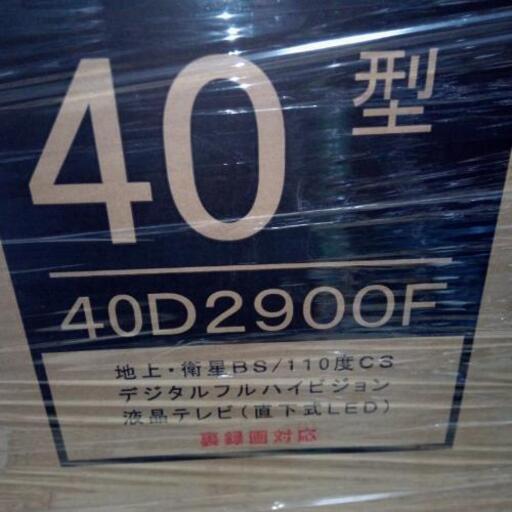 40型
40D2900F
地上・衛星BS/110度CS
デジタルフルハイビジョン
液晶テレビ(直下式LED)
裏録画対応